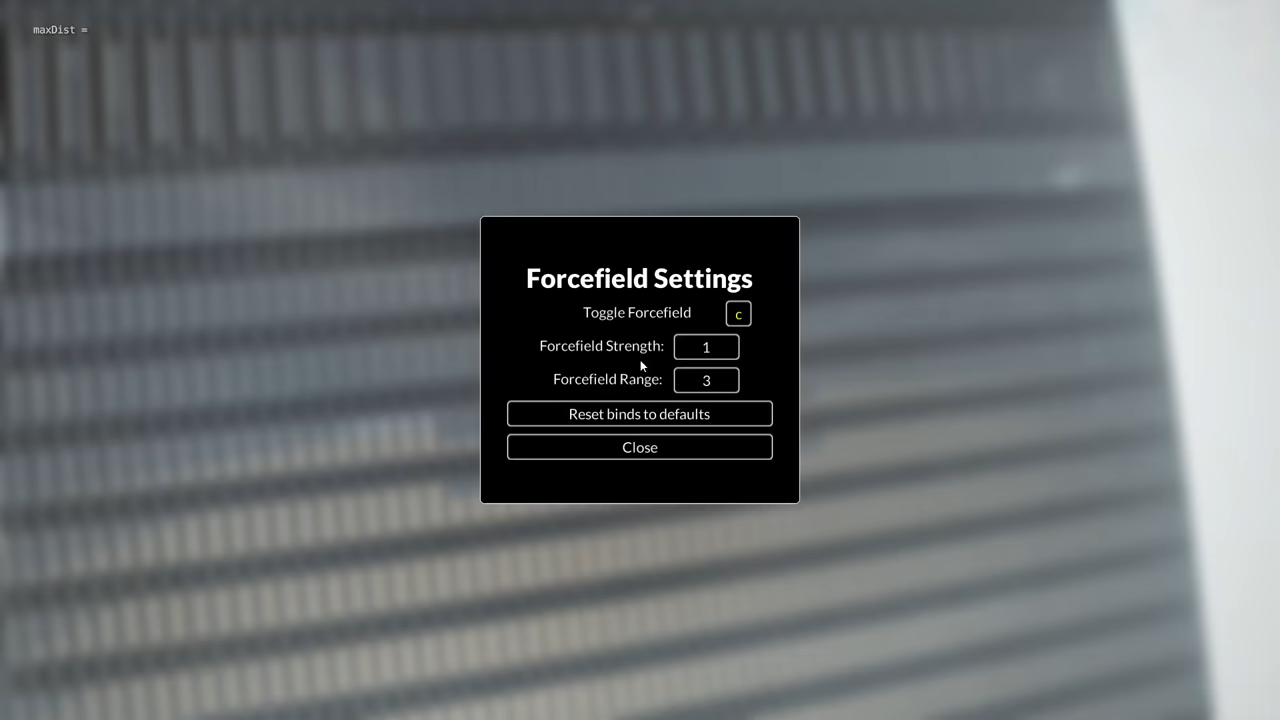 maxDist =
Forcefield Settings
Toggle Forcefield c
Forcefield Strength: 1
Forcefield Range: 3
Reset binds to defaults
Close